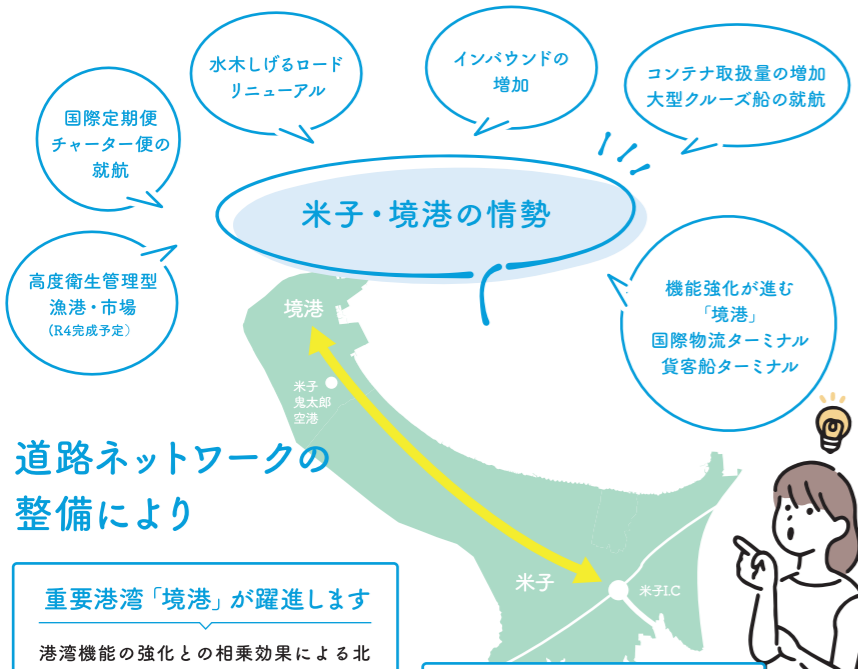 水木しげるロード
リニューアル
インバウンドの
増加
コンテナ取扱量の増加
大型クルーズ船の就航
国際定期便
チャーター便の
就航
米子・境港の情勢
高度衛生管理型
漁港・市場
(R4完成予定)
機能強化が進む
「境港」
国際物流ターミナル
貨客船ターミナル
境港
米子
鬼太郎
空港
道路ネットワークの
整備により
米子
米子I.C
重要港湾「境港」が躍進します
港湾機能の強化との相乗効果による北